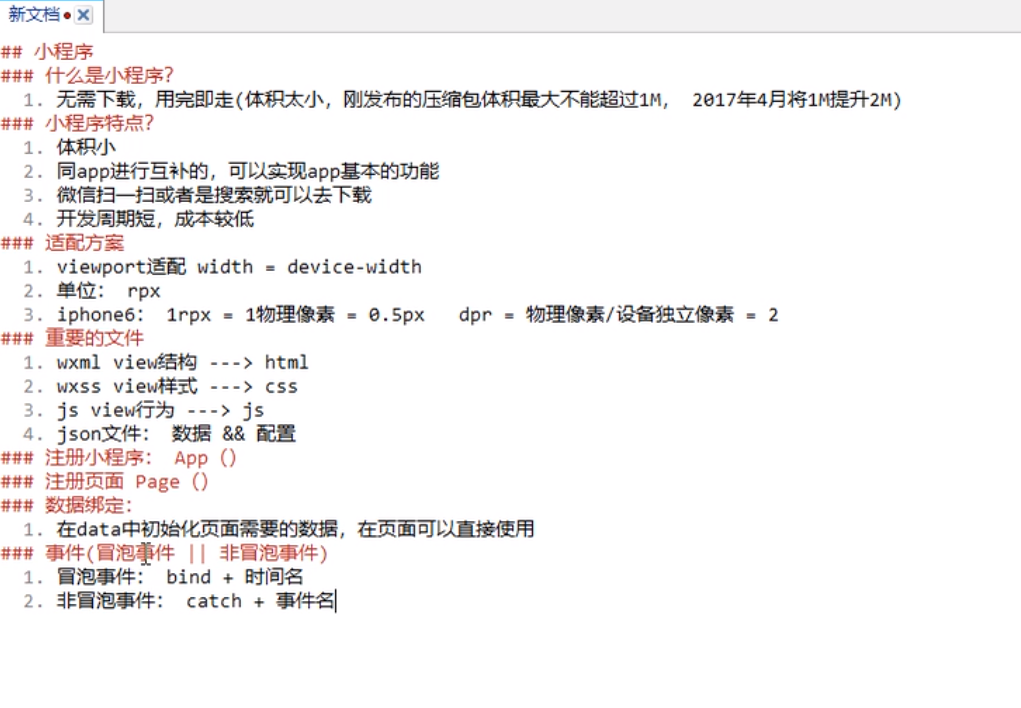 新文档
## 小程序
### 什么是小程序?
1. 无需下载，用完即走(体积太小，刚发布的压缩包体积最大不能超过1M， 2017年4月将1M提升2M)
### 小程序特点?
1. 体积小
2. 同app进行互补的，可以实现app基本的功能
3. 微信扫一扫或者是搜索就可以去下载
4. 开发周期短，成本较低
### 适配方案
1. viewport适配 width = device-width
2. 单位： rpx
3. iphone6： 1rpx = 1物理像素 = 0.5px   dpr = 物理像素/设备独立像素 = 2
### 重要的文件
1. wxml view结构 ---> html
2. wxss view样式 ---> css
3. js view行为 ---> js
4. json文件： 数据 && 配置
### 注册小程序： App（）
### 注册页面 Page（）
### 数据绑定：
1. 在data中初始化页面需要的数据，在页面可以直接使用
### 事件(冒泡事件 || 非冒泡事件)
1. 冒泡事件： bind + 时间名
2. 非冒泡事件： catch + 事件名